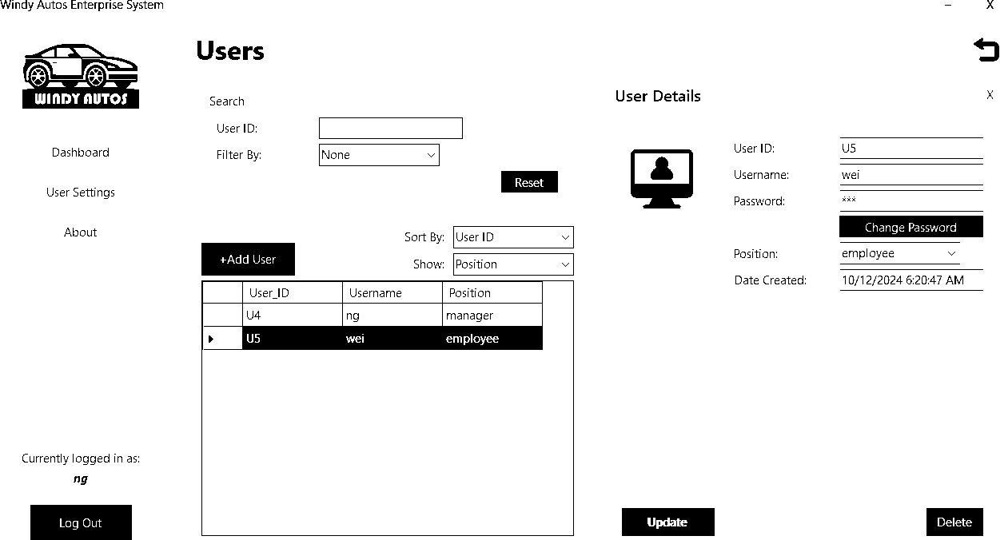 Windy Autos Enterprise System
– X
WINDY AUTOS
Dashboard
User Settings
About
Currently logged in as:
ng
Log Out
Users
Search
User ID:
Filter By: None
Reset
Sort By: User ID
+Add User
Show: Position
User_ID Username Position
U4 ng manager
U5 wei employee
User Details X
User ID: U5
Username: wei
Password: ***
Change Password
Position: employee
Date Created: 10/12/2024 6:20:47 AM
Update
Delete